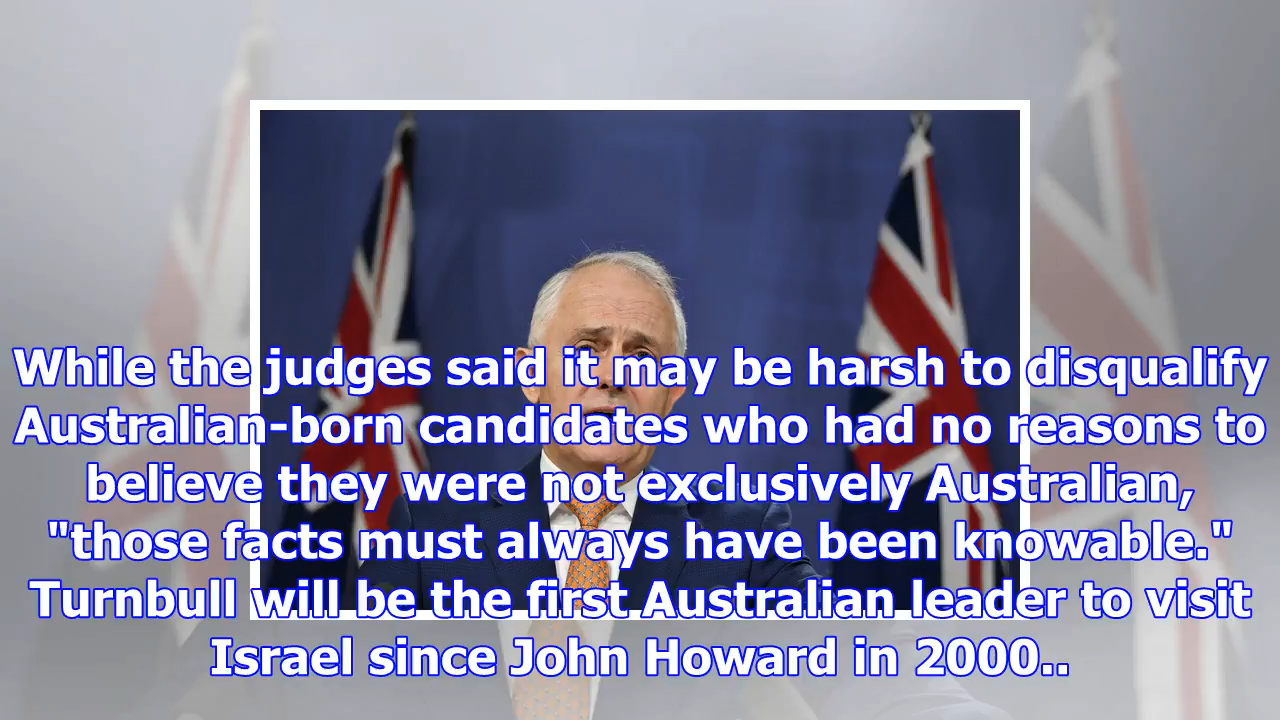 While the judges said it may be harsh to disqualify
Australian-born candidates who had no reasons to
believe they were not exclusively Australian,
"those facts must always have been knowable."
Turnbull will be the first Australian leader to visit
Israel since John Howard in 2000..